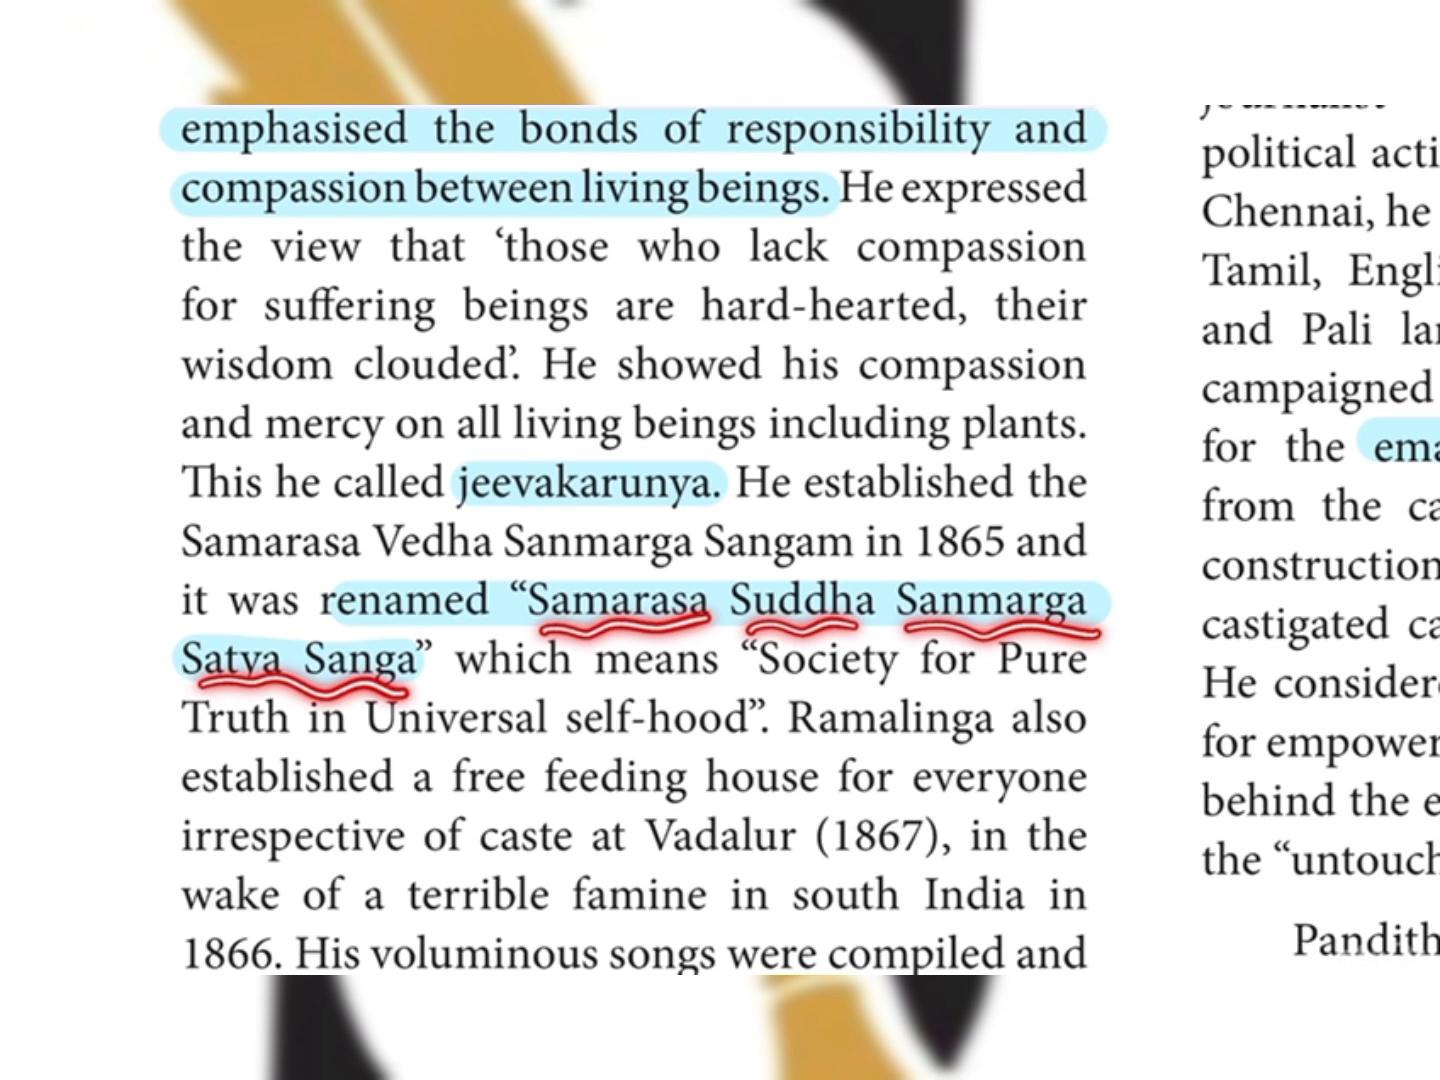 emphasised the bonds of responsibility and
compassion between living beings. He expressed
the view that ‘those who lack compassion
for suffering beings are hard-hearted, their
wisdom clouded’. He showed his compassion
and mercy on all living beings including plants.
This he called jeevakarunya. He established the
Samarasa Vedha Sanmarga Sangam in 1865 and
it was renamed “Samarasa Suddha Sanmarga
Satya Sanga” which means “Society for Pure
Truth in Universal self-hood”. Ramalinga also
established a free feeding house for everyone
irrespective of caste at Vadalur (1867), in the
wake of a terrible famine in south India in
1866. His voluminous songs were compiled and
political acti
Chennai, he
Tamil, Engli
and Pali lan
campaigned
for the ema
from the ca
construction
castigated ca
He considere
for empower
behind the e
the “untouch
Pandith